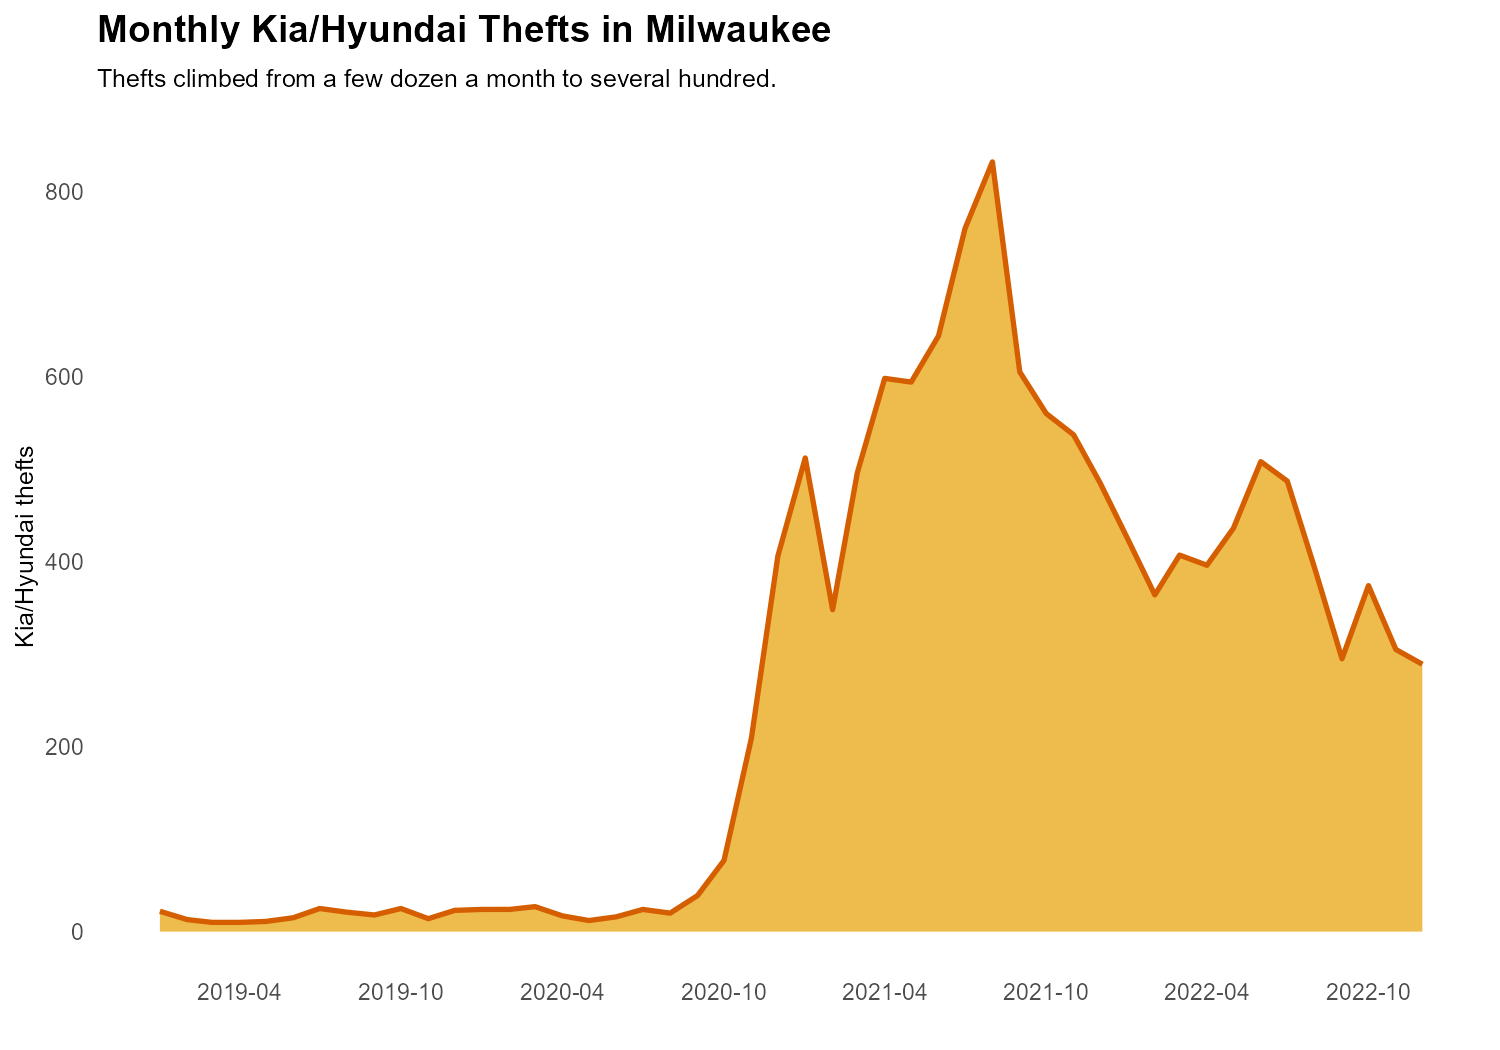 Monthly Kia/Hyundai Thefts in Milwaukee
Thefts climbed from a few dozen a month to several hundred.
Kia/Hyundai thefts
800
600
400
200
0
2019-04 2019-10 2020-04 2020-10 2021-04 2021-10 2022-04 2022-10